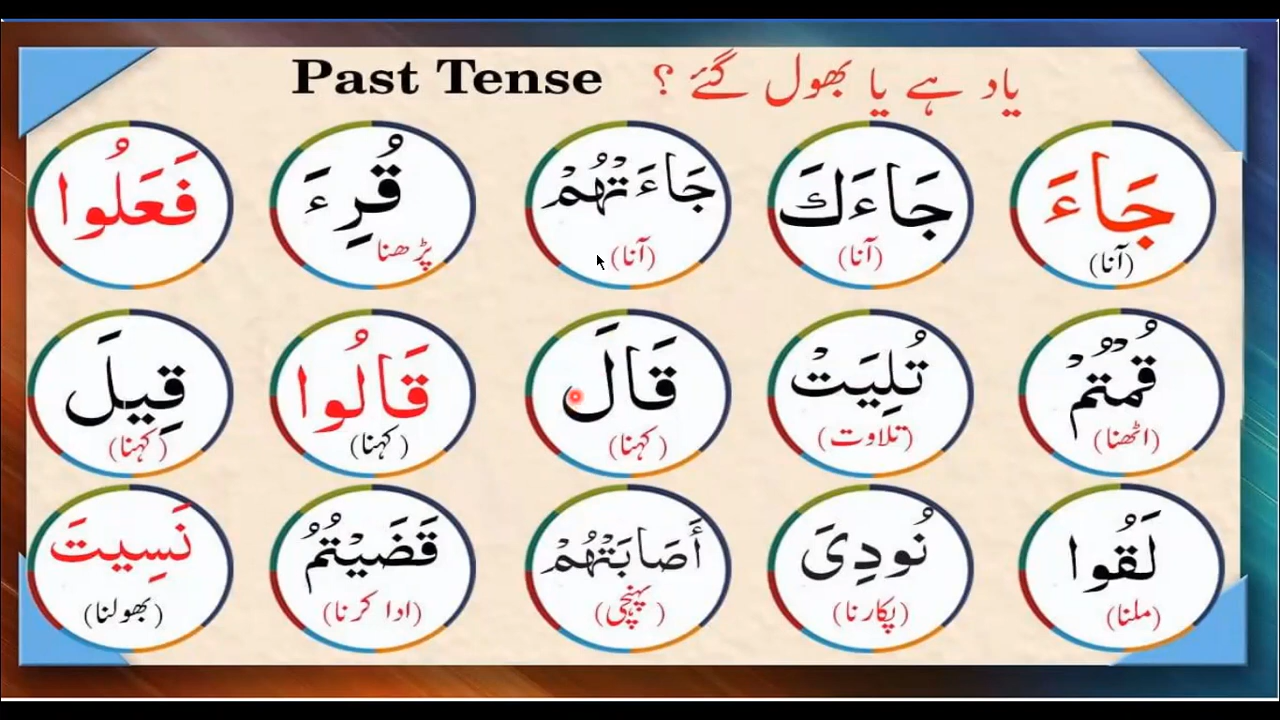 Past Tense یاد ہے یا بھول گئے ؟
جَاءَ جَاءَكَ جَاءَتْهُمْ قُرِءَ فَعَلُوا
(آنا) (آنا) (آنا) پڑھنا
قُمْتُمْ تُلِيَتْ قَالَ قَالُوا قِيلَ
(اٹھنا) (تلاوت) (کہنا) (کہنا) (کہنا)
لَقُوا نُودِىَ أَصَابَتْهُمْ قَضَيْتُمُ نَسِيتَ
(ملنا) (پکارنا) (پہنچی) (ادا کرنا) (بھولنا)